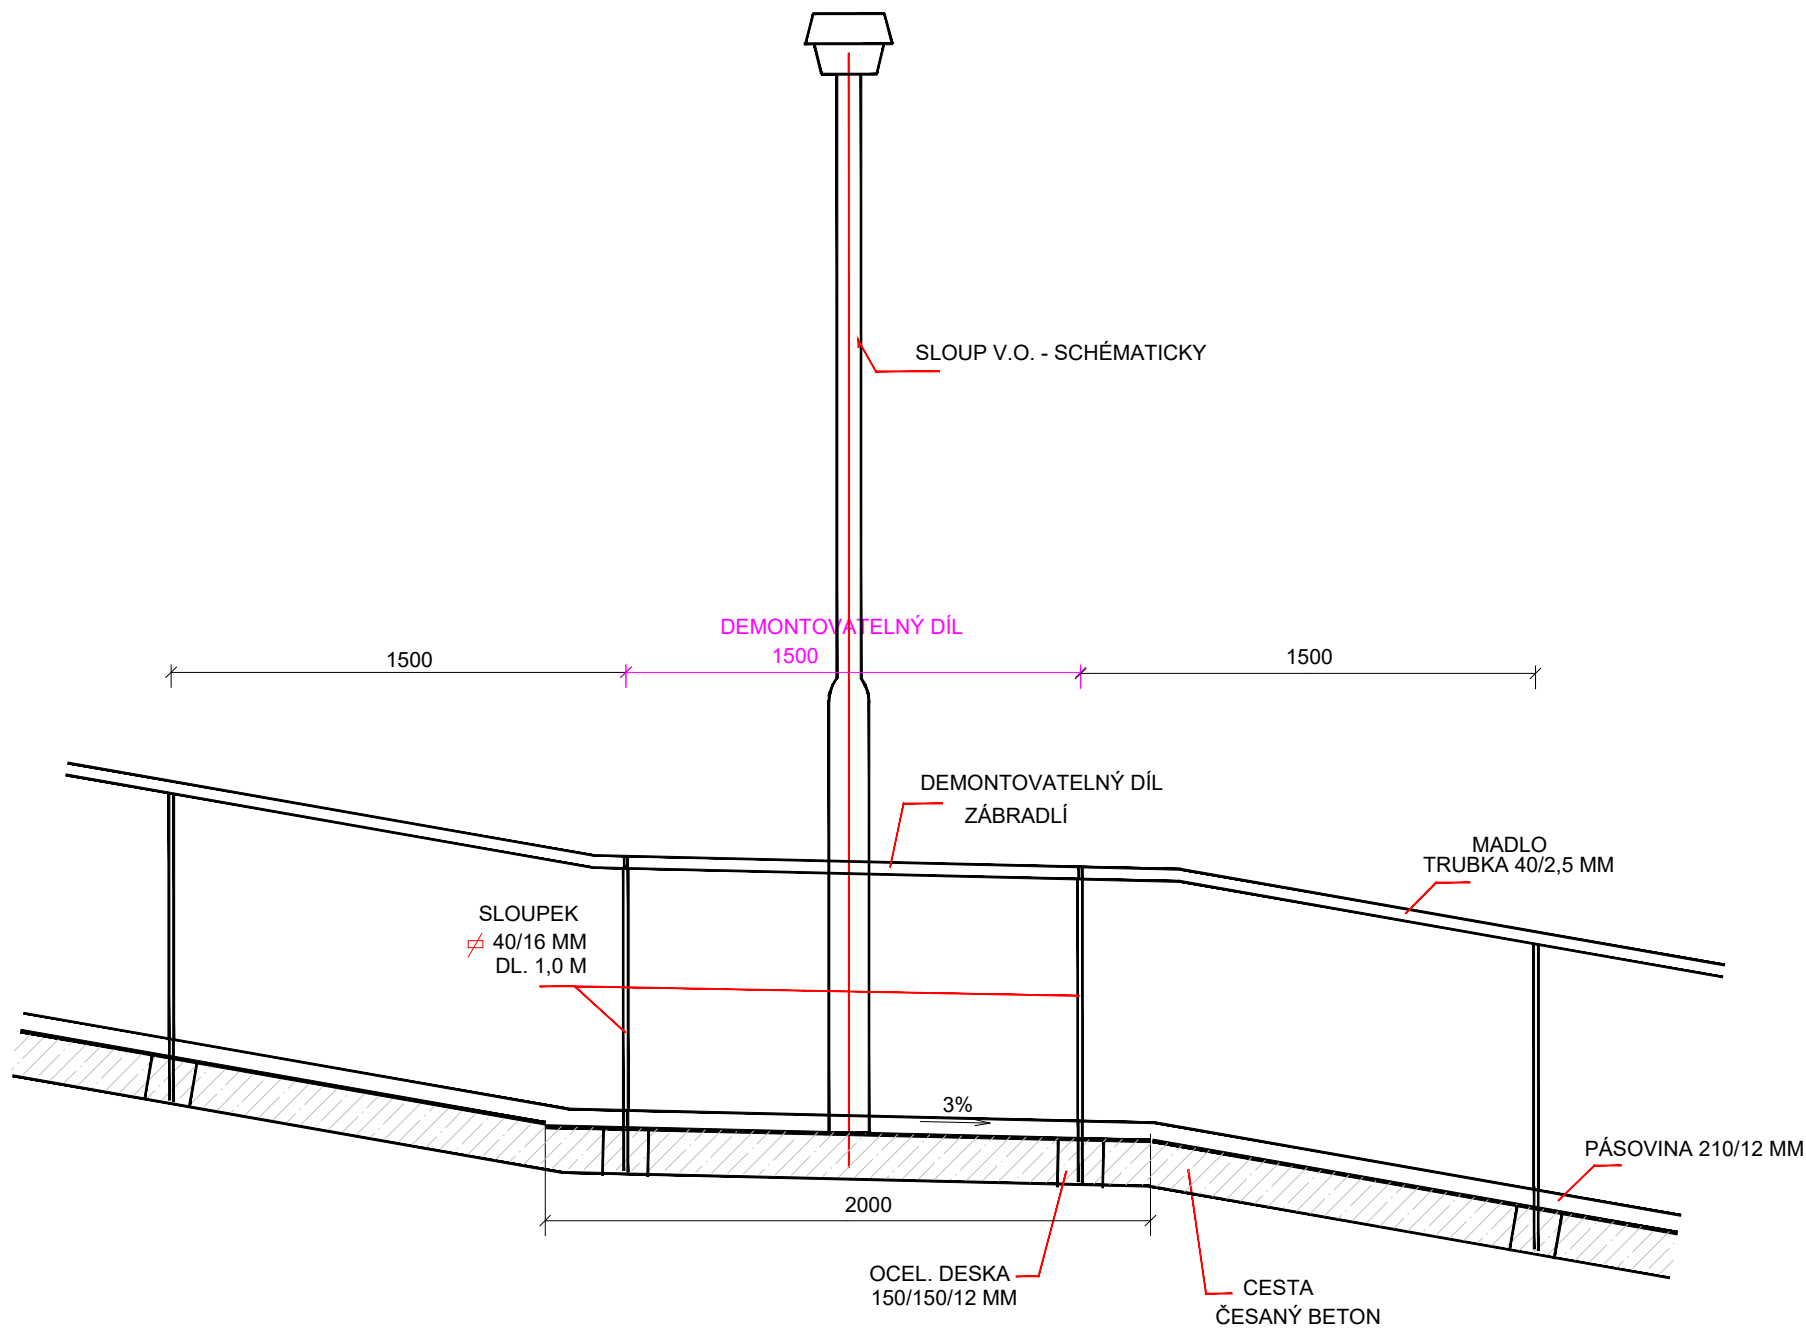 SLOUP V.O. - SCHÉMATICKY
DEMONTOVATELNÝ DÍL
1500
1500
1500
DEMONTOVATELNÝ DÍL
ZÁBRADLÍ
MADLO
TRUBKA 40/2,5 MM
SLOUPEK
40/16 MM
DL. 1,0 M
3%
PÁSOVINA 210/12 MM
2000
OCEL. DESKA
150/150/12 MM
CESTA
ČESANÝ BETON